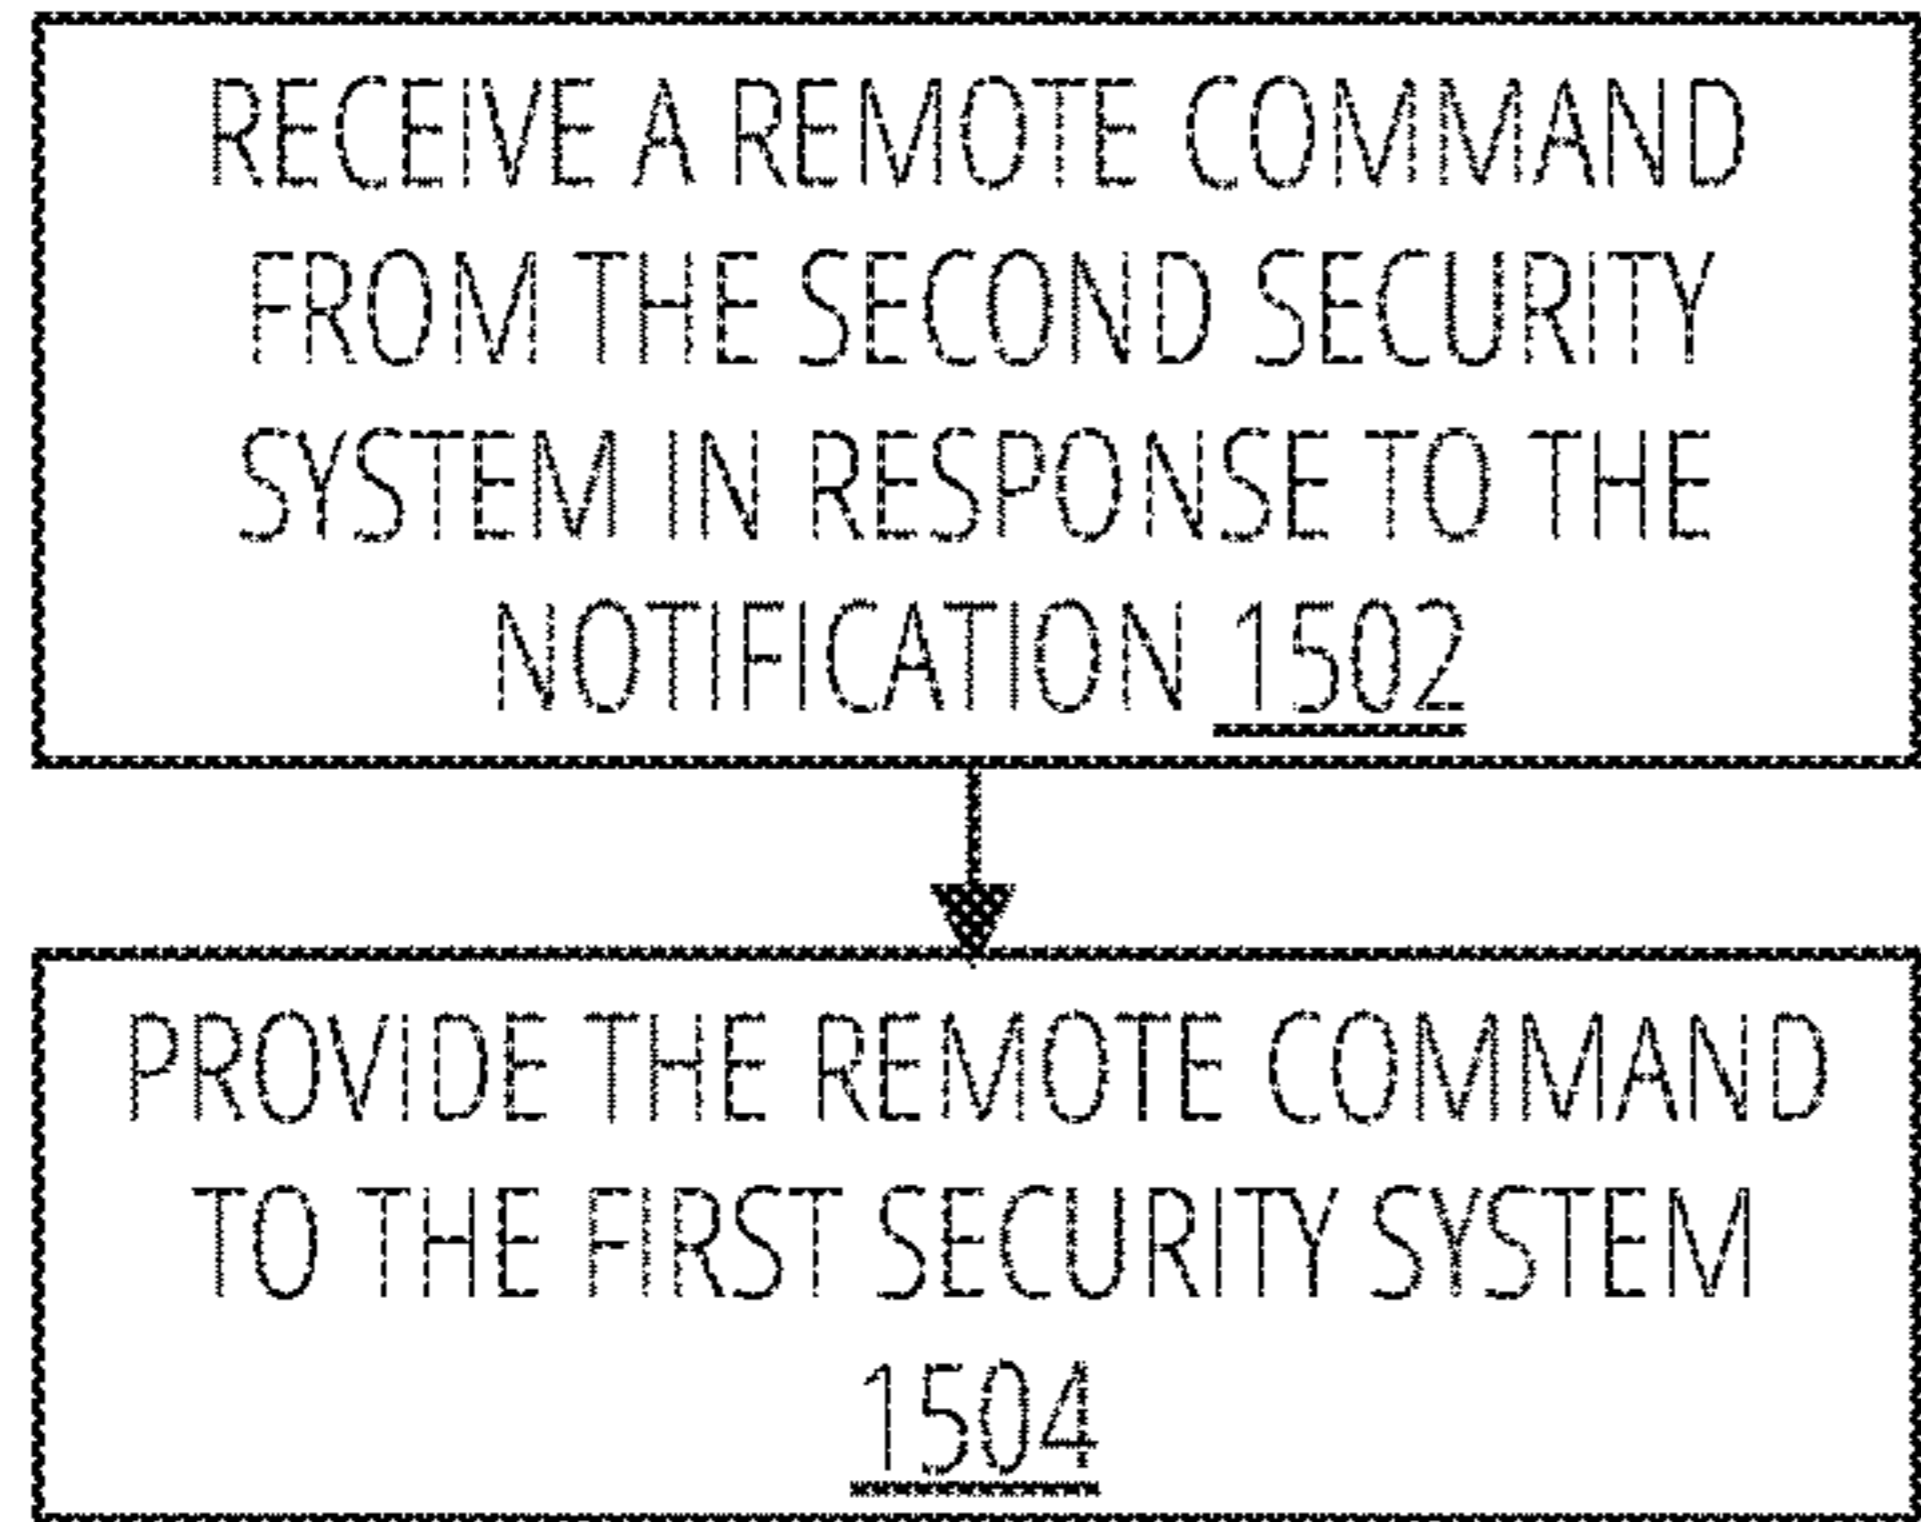 RECEIVE A REMOTE COMMAND
FROM THE SECOND SECURITY
SYSTEM IN RESPONSE TO THE
NOTIFICATION 1502
PROVIDE THE REMOTE COMMAND
TO THE FIRST SECURITY SYSTEM
1504